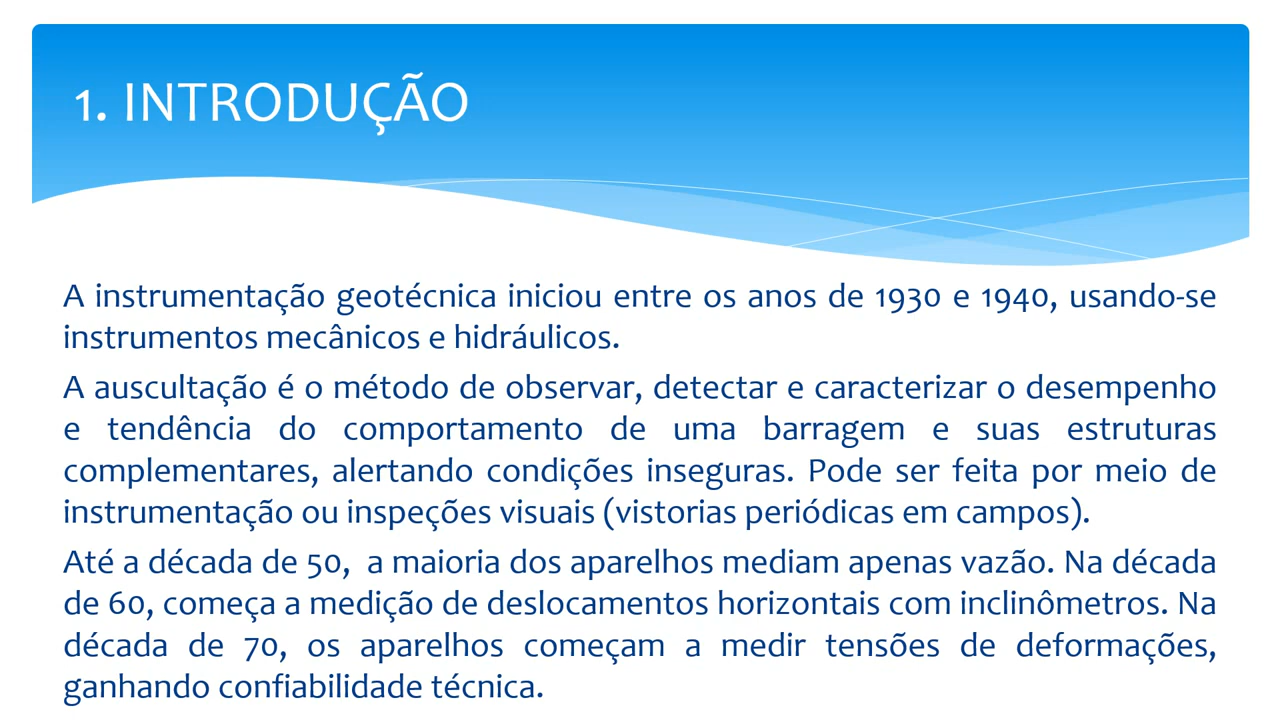 1. INTRODUÇÃO
A instrumentação geotécnica iniciou entre os anos de 1930 e 1940, usando-se
instrumentos mecânicos e hidráulicos.
A auscultação é o método de observar, detectar e caracterizar o desempenho
e tendência do comportamento de uma barragem e suas estruturas
complementares, alertando condições inseguras. Pode ser feita por meio de
instrumentação ou inspeções visuais (vistorias periódicas em campos).
Até a década de 50,  a maioria dos aparelhos mediam apenas vazão. Na década
de 60, começa a medição de deslocamentos horizontais com inclinômetros. Na
década de 70, os aparelhos começam a medir tensões de deformações,
ganhando confiabilidade técnica.